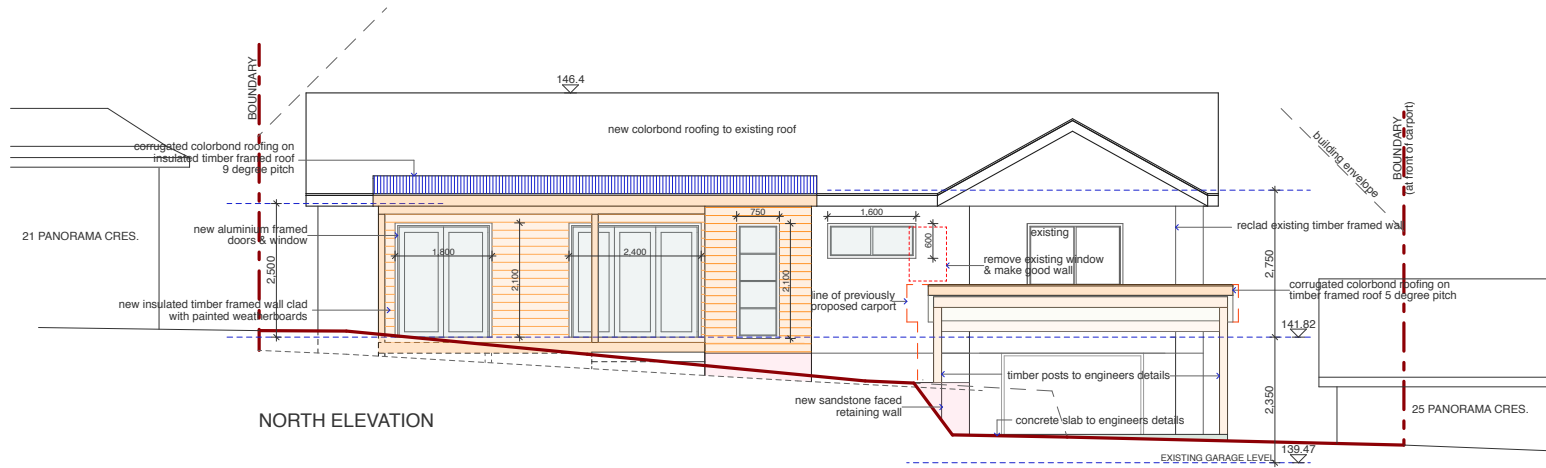 146.4
BOUNDARY
new colorbond roofing to existing roof
corrugated colorbond roofing on
insulated timber framed roof
9 degree pitch
building envelope
BOUNDARY
(at front of carport)
21 PANORAMA CRES.
new aluminium framed
doors & window
1,800
2,100
2,400
750
2,100
1,600
600
existing
reclad existing timber framed wall
2,500
remove existing window
& make good wall
2,750
new insulated timber framed wall clad
with painted weatherboards
line of previously
proposed carport
corrugated colorbond roofing on
timber framed roof 5 degree pitch
141.82
timber posts to engineers details
new sandstone faced
retaining wall
2,350
25 PANORAMA CRES.
NORTH ELEVATION
concrete slab to engineers details
EXISTING GARAGE LEVEL
139.47